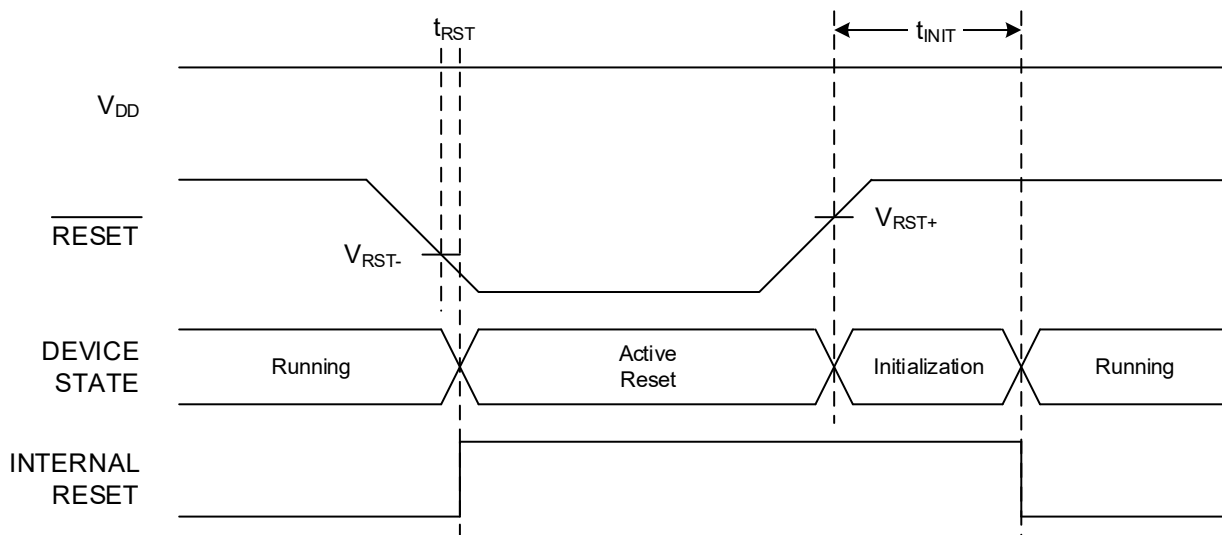 tRST
tINIT
VDD
RESET
VRST-
VRST+
DEVICE
STATE
Running
Active
Reset
Initialization
Running
INTERNAL
RESET